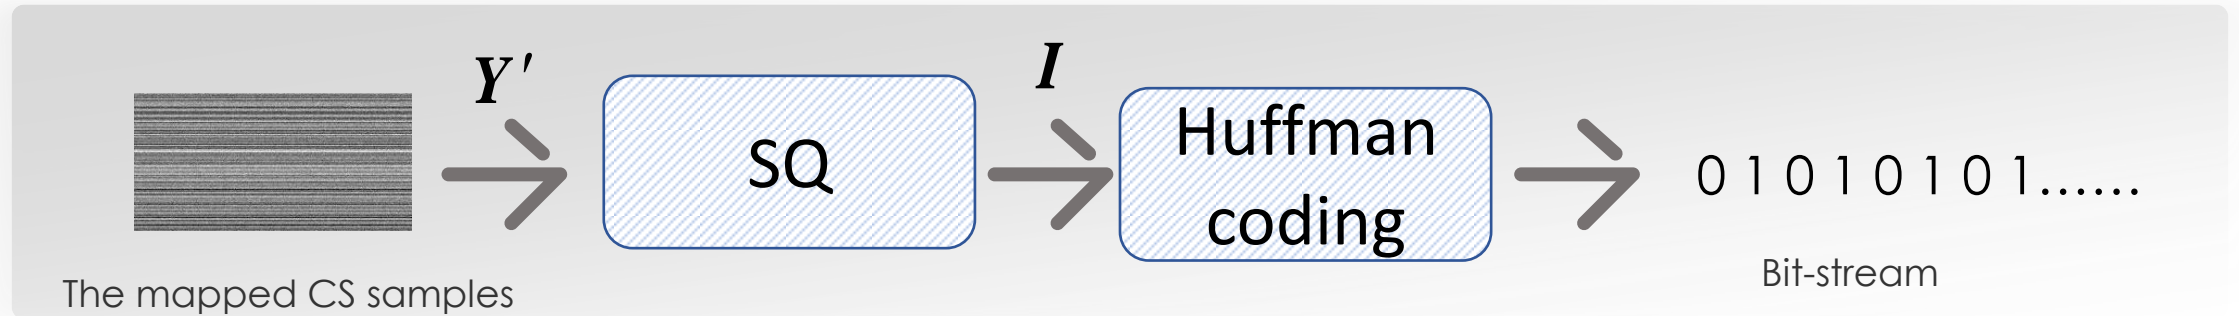 Y′
I
SQ
Huffman
coding
0 1 0 1 0 1 0 1......
The mapped CS samples
Bit-stream